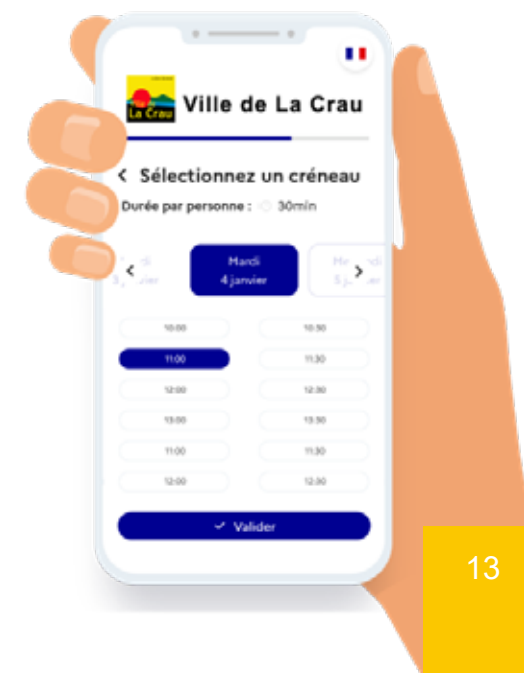 La Crau
Ville de La Crau
Sélectionnez un créneau
Durée par personne : 30min
Mardi
4 janvier
10:00 10:30
11:00 11:30
12:00 12:30
13:00 13:30
11:00 11:30
12:00 12:30
Valider
13